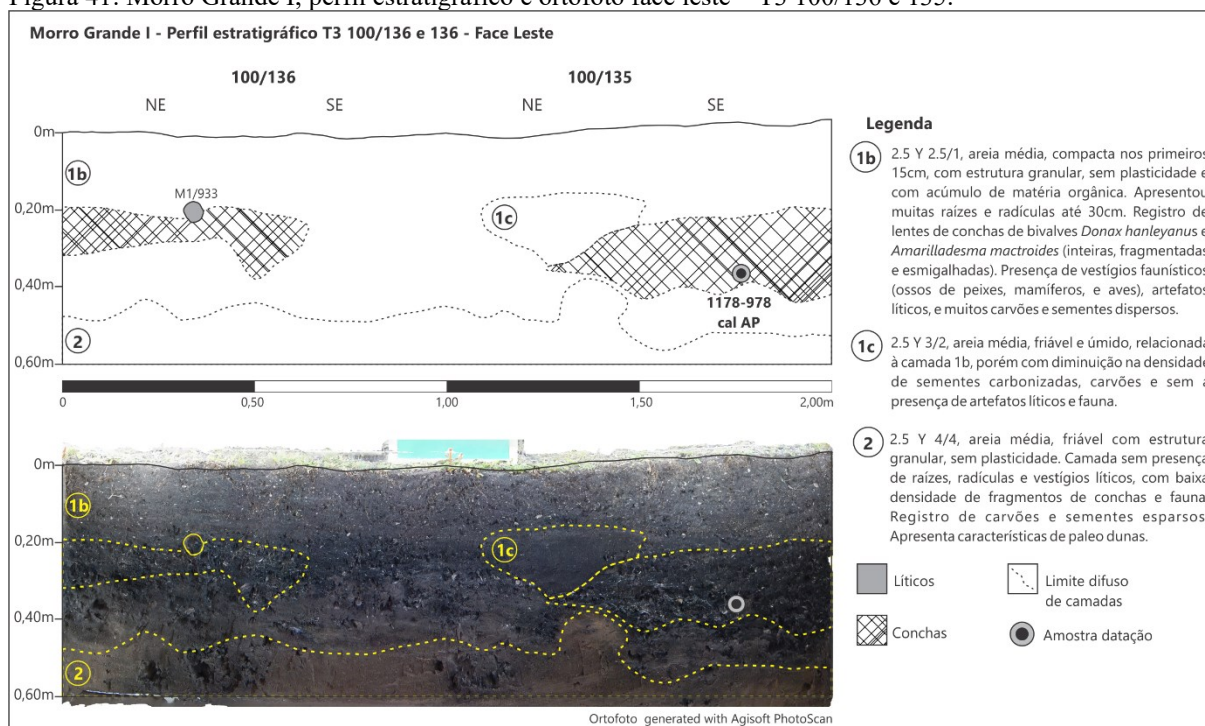 Figura 41: Morro Grande I, perfil estratigráfico e ortofoto face leste – T3 100/136 e 135.
Morro Grande I - Perfil estratigráfico T3 100/136 e 136 - Face Leste
100/136
100/135
NE
SE
NE
SE
0m
1b
M1/933
0,20m
1c
0,40m
1178-978
cal AP
2
0,60m
0
0,50
1,00
1,50
2,00m
0m
1b
0,20m
1c
0,40m
2
0,60m
Ortofoto generated with Agisoft PhotoScan
Legenda
1b
2.5 Y 2.5/1, areia média, compacta nos primeiros
15cm, com estrutura granular, sem plasticidade e
com acúmulo de matéria orgânica. Apresentou
muitas raízes e radículas até 30cm. Registro de
lentes de conchas de bivalves Donax hanleyanus e
Amarilladesma mactroides (inteiras, fragmentadas
e esmigalhadas). Presença de vestígios faunísticos
(ossos de peixes, mamíferos, e aves), artefatos
líticos, e muitos carvões e sementes dispersos.
1c
2.5 Y 3/2, areia média, friável e úmido, relacionada
à camada 1b, porém com diminuição na densidade
de sementes carbonizadas, carvões e sem a
presença de artefatos líticos e fauna.
2
2.5 Y 4/4, areia média, friável com estrutura
granular, sem plasticidade. Camada sem presença
de raízes, radículas e vestígios líticos, com baixa
densidade de fragmentos de conchas e fauna
Registro de carvões e sementes esparsos
Apresenta características de paleo dunas.
Líticos
Limite difuso
de camadas
Conchas
Amostra datação